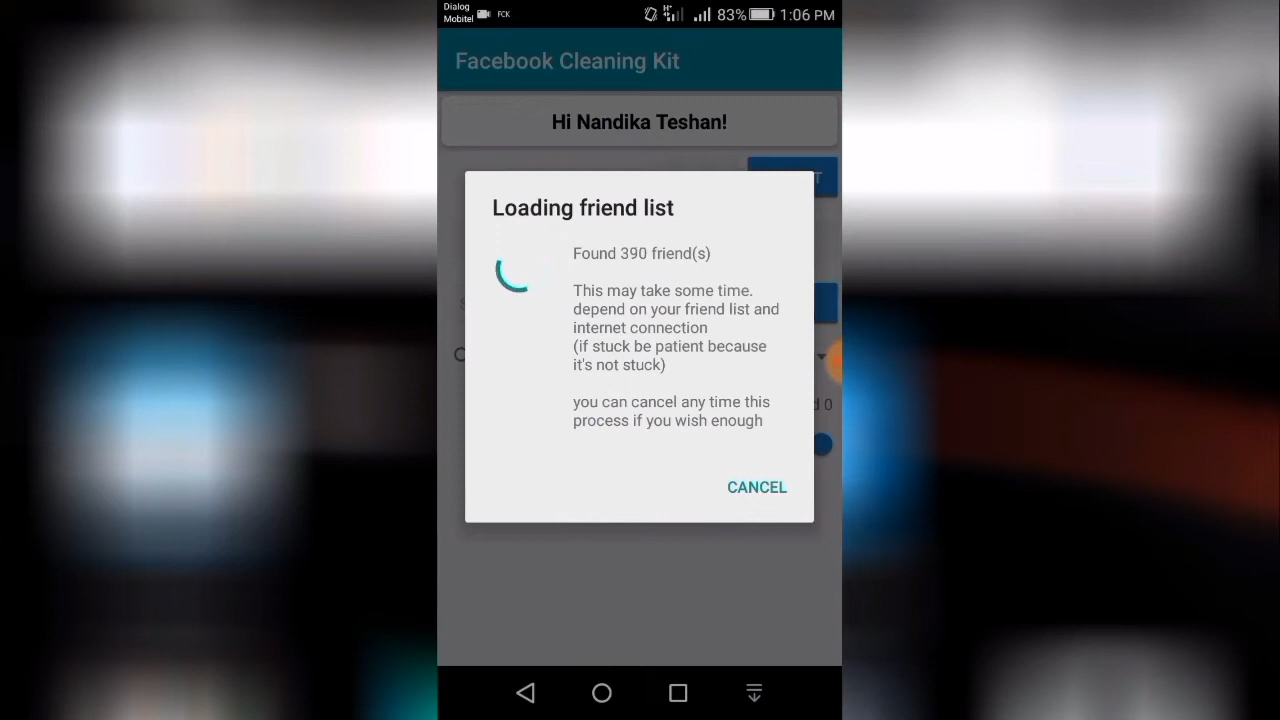 Dialog
Mobitel
FCK
H+
83%
1:06 PM
Facebook Cleaning Kit
Hi Nandika Teshan!
T
Loading friend list
Found 390 friend(s)
This may take some time.
depend on your friend list and
internet connection
(if stuck be patient because
it's not stuck)
d 0
you can cancel any time this
process if you wish enough
CANCEL